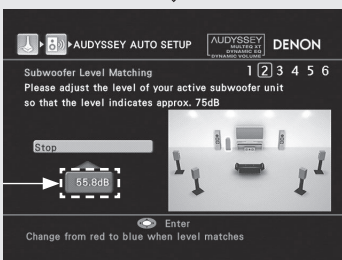 AUDYSSEY AUTO SETUP
AUDYSSEY
MULTEQ XT
DYNAMIC EQ
DYNAMIC VOLUME
DENON
Subwoofer Level Matching
1 2 3 4 5 6
Please adjust the level of your active subwoofer unit
so that the level indicates approx. 75dB
Stop
55.8dB
Enter
Change from red to blue when level matches